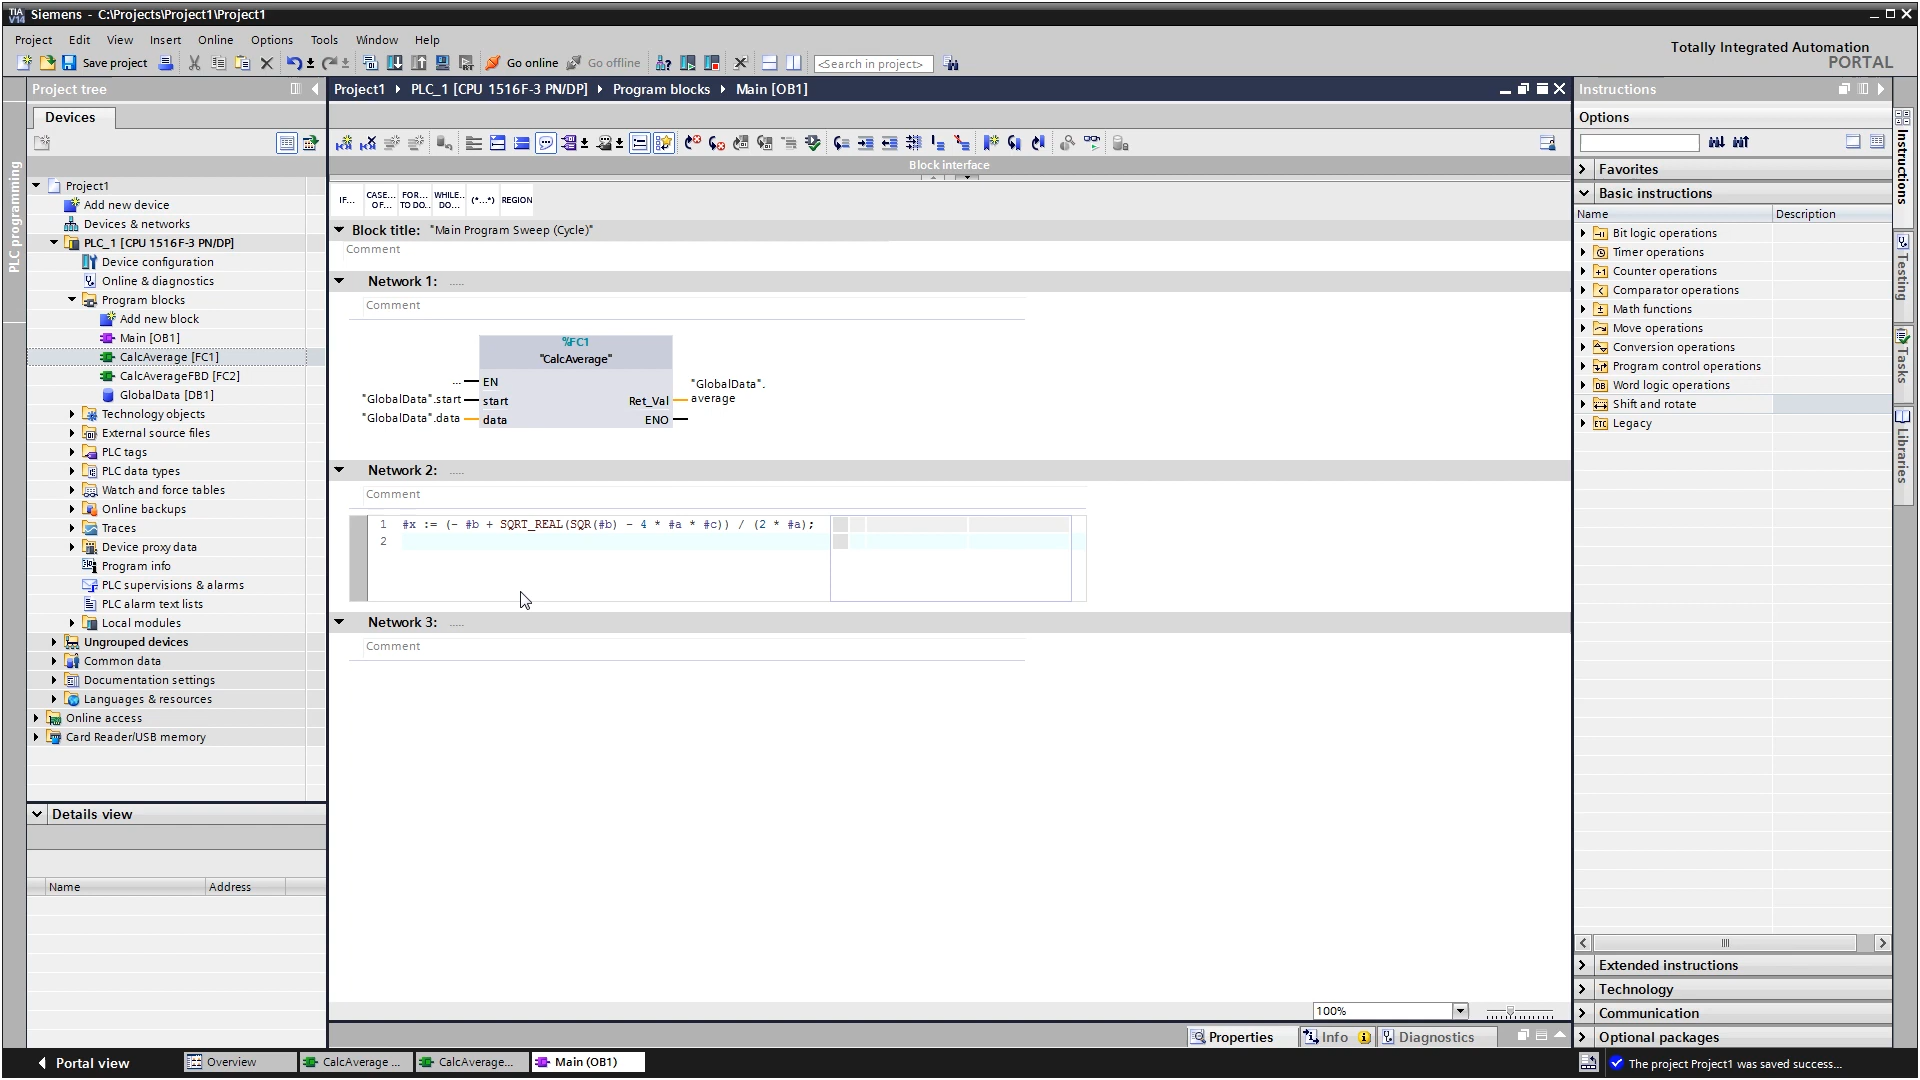 Siemens - C:\Projects\Project1\Project1
Project Edit View Insert Online Options Tools Window Help
Totally Integrated Automation
PORTAL
Save project
Go online
Go offline
<Search in project>
Project tree
Project1 PLC_1 [CPU 1516F-3 PN/DP] Program blocks Main [OB1]
Instructions
Devices
Options
Block interface
PLC programming
Project1
Add new device
Devices & networks
PLC_1 [CPU 1516F-3 PN/DP]
Device configuration
Online & diagnostics
Program blocks
Add new block
Main [OB1]
CalcAverage [FC1]
CalcAverageFBD [FC2]
GlobalData [DB1]
Technology objects
External source files
PLC tags
PLC data types
Watch and force tables
Online backups
Traces
Device proxy data
Program info
PLC supervisions & alarms
PLC alarm text lists
Local modules
Ungrouped devices
Common data
Documentation settings
Languages & resources
Online access
Card Reader/USB memory
Details view
Name Address
IF...
CASE... OF...
FOR... TO DO..
WHILE.. DO...
(*...*)
REGION
Block title: "Main Program Sweep (Cycle)"
Comment
Network 1: .....
Comment
%FC1
"CalcAverage"
... EN
"GlobalData".start start
"GlobalData".data data
Ret_Val
"GlobalData".
average
ENO
Network 2: .....
Comment
1 #x := (- #b + SQRT_REAL(SQR(#b) - 4 * #a * #c)) / (2 * #a);
2
Network 3: .....
Comment
100%
Properties Info Diagnostics
Favorites
Basic instructions
Name Description
Bit logic operations
Timer operations
Counter operations
Comparator operations
Math functions
Move operations
Conversion operations
Program control operations
Word logic operations
Shift and rotate
Legacy
Extended instructions
Technology
Communication
Optional packages
Instructions
Testing
Tasks
Libraries
Portal view
Overview
CalcAverage ...
CalcAverage...
Main (OB1)
The project Project1 was saved success...